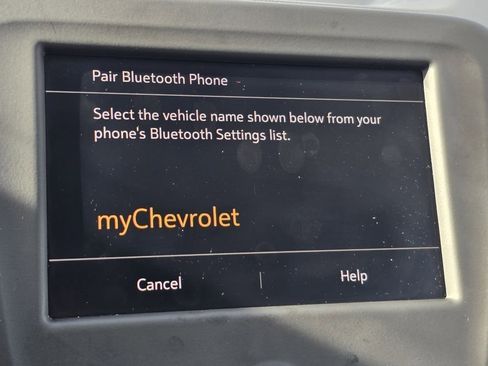 Pair Bluetooth Phone
Select the vehicle name shown below from your
phone's Bluetooth Settings list.
myChevrolet
Cancel
Help